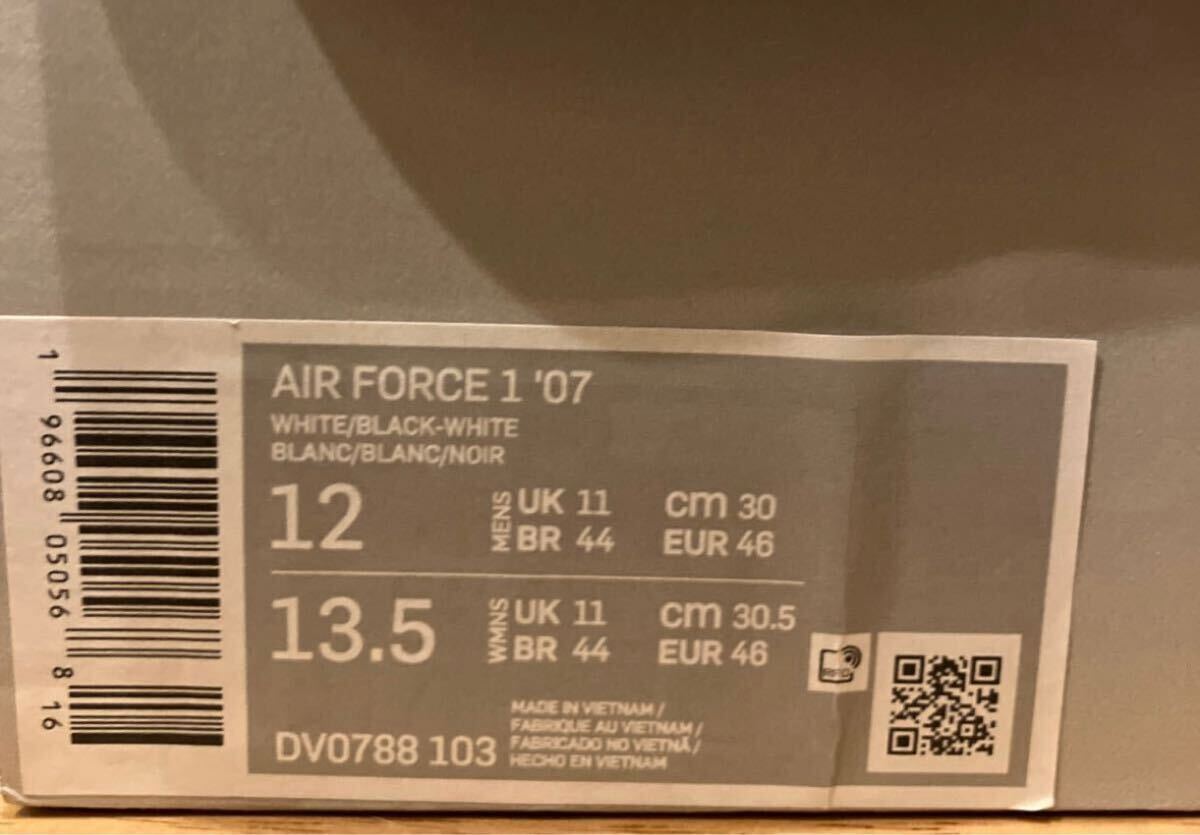 1 96608 05056 8 16
AIR FORCE 1 '07
WHITE/BLACK-WHITE
BLANC/BLANC/NOIR
12 MENS UK 11 cm 30
BR 44 EUR 46
13.5 WMNS UK 11 cm 30.5
BR 44 EUR 46
RFID
DV0788 103
MADE IN VIETNAM /
FABRIQUE AU VIETNAM /
FABRICADO NO VIETNÃ /
HECHO EN VIETNAM